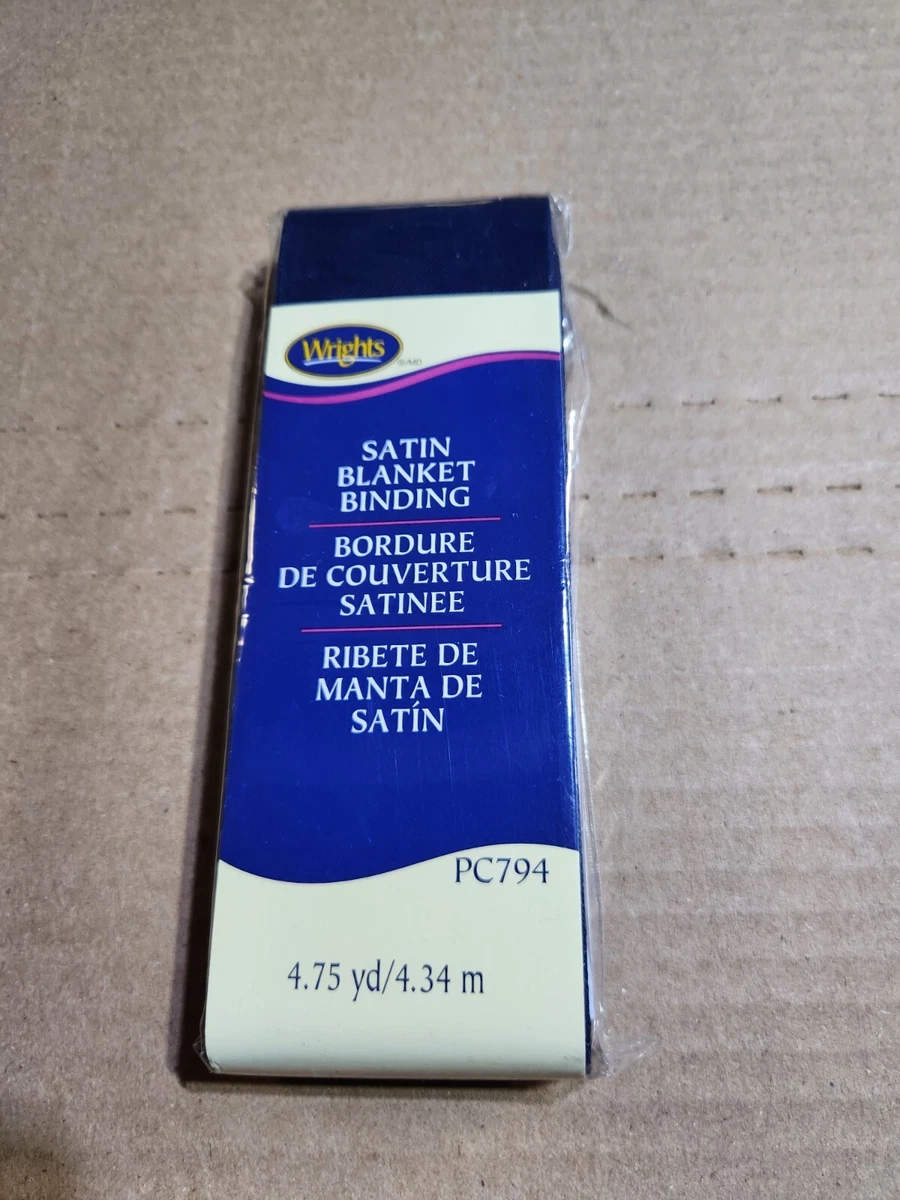 Wrights
®/MD
SATIN
BLANKET
BINDING
BORDURE
DE COUVERTURE
SATINEE
RIBETE DE
MANTA DE
SATÍN
PC794
4.75 yd/4.34 m